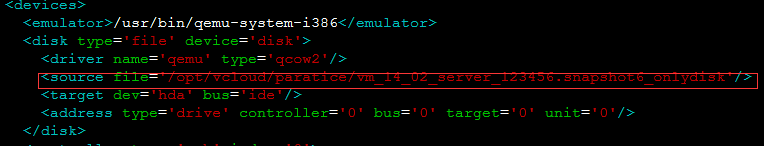 <devices>
<emulator>/usr/bin/qemu-system-i386</emulator>
<disk type='file' device='disk'>
<driver name='qemu' type='qcow2'/>
<source file='/opt/vcloud/paratice/vm_14_02_server_123456.snapshot6_onlydisk'/>
<target dev='hda' bus='ide'/>
<address type='drive' controller='0' bus='0' target='0' unit='0'/>
</disk>